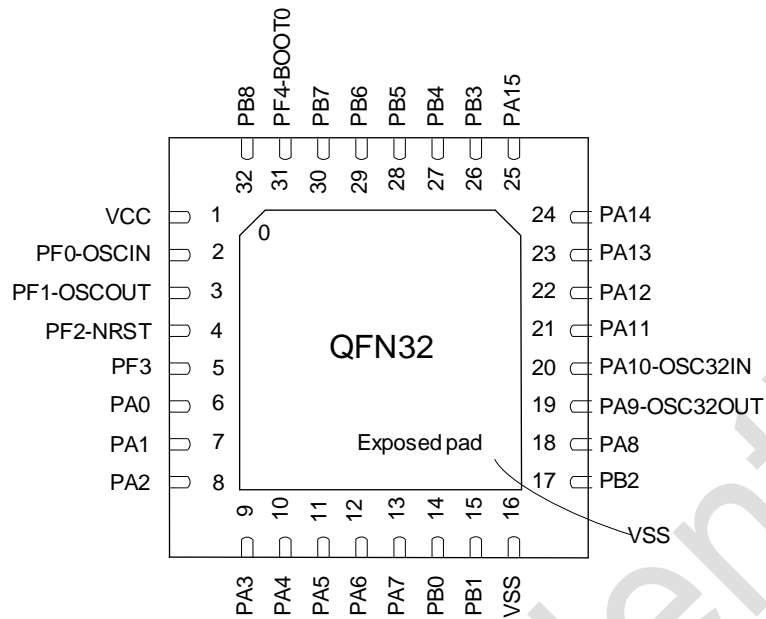 PB8
PF4-BOOT0
PB7
PB6
PB5
PB4
PB3
PA15
32
31
30
29
28
27
26
25
VCC 1
PF0-OSCIN 2
PF1-OSCOUT 3
PF2-NRST 4
PF3 5
PA0 6
PA1 7
PA2 8
0
QFN32
Exposed pad
24 PA14
23 PA13
22 PA12
21 PA11
20 PA10-OSC32IN
19 PA9-OSC32OUT
18 PA8
17 PB2
VSS
9
10
11
12
13
14
15
16
PA3
PA4
PA5
PA6
PA7
PB0
PB1
VSS